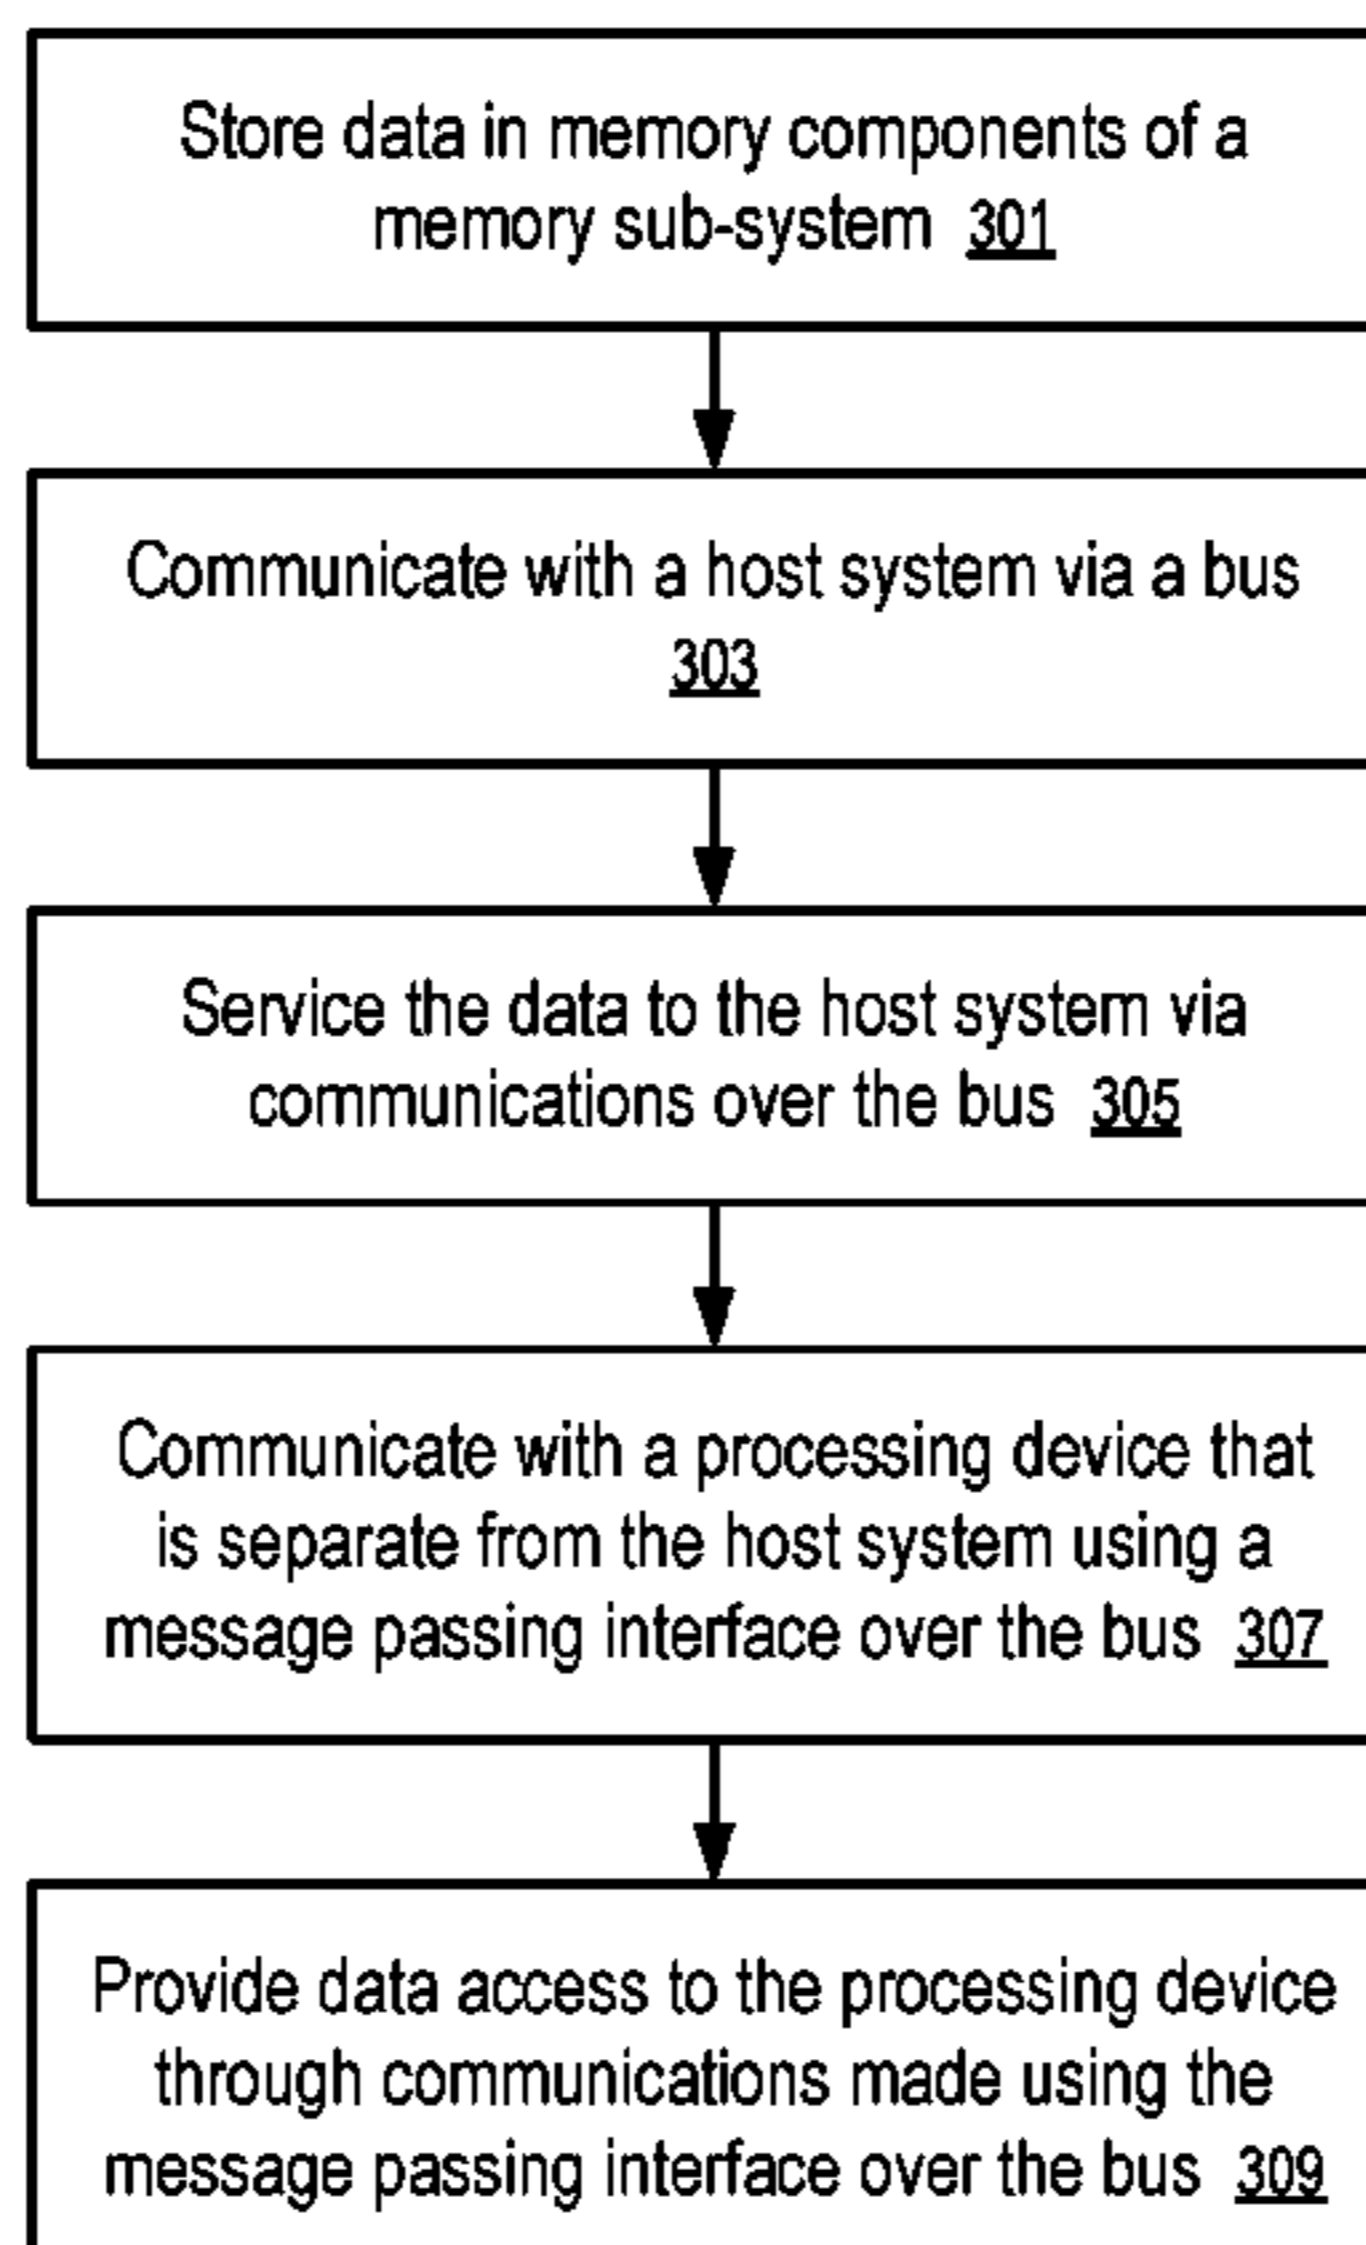 Store data in memory components of a
memory sub-system 301
Communicate with a host system via a bus
303
Service the data to the host system via
communications over the bus 305
Communicate with a processing device that
is separate from the host system using a
message passing interface over the bus 307
Provide data access to the processing device
through communications made using the
message passing interface over the bus 309